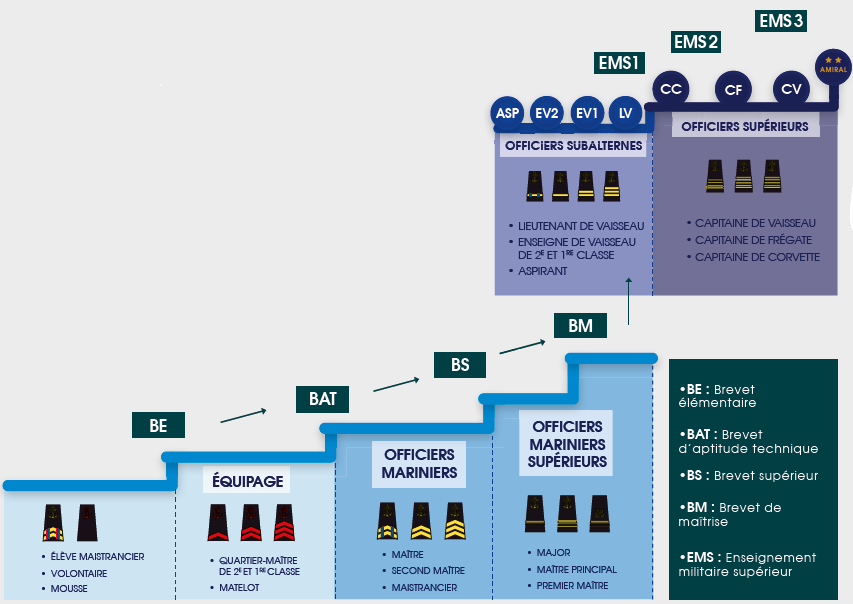 EMS3
EMS2
EMS1
AMIRAL
ASP EV2 EV1 LV CC CF CV
OFFICIERS SUBALTERNES
OFFICIERS SUPÉRIEURS
• LIEUTENANT DE VAISSEAU
• ENSEIGNE DE VAISSEAU
DE 2E ET 1RE CLASSE
• ASPIRANT
• CAPITAINE DE VAISSEAU
• CAPITAINE DE FRÉGATE
• CAPITAINE DE CORVETTE
BM
BS
BAT
BE
ÉQUIPAGE
OFFICIERS
MARINIERS
OFFICIERS
MARINIERS
SUPÉRIEURS
• ÉLÈVE MAISTRANCIER
• VOLONTAIRE
• MOUSSE
• QUARTIER-MAÎTRE
DE 2E ET 1RE CLASSE
• MATELOT
• MAÎTRE
• SECOND MAÎTRE
• MAISTRANCIER
• MAJOR
• MAÎTRE PRINCIPAL
• PREMIER MAÎTRE
•BE : Brevet
élémentaire
•BAT : Brevet
d'aptitude technique
•BS : Brevet supérieur
•BM : Brevet de
maîtrise
•EMS : Enseignement
militaire supérieur